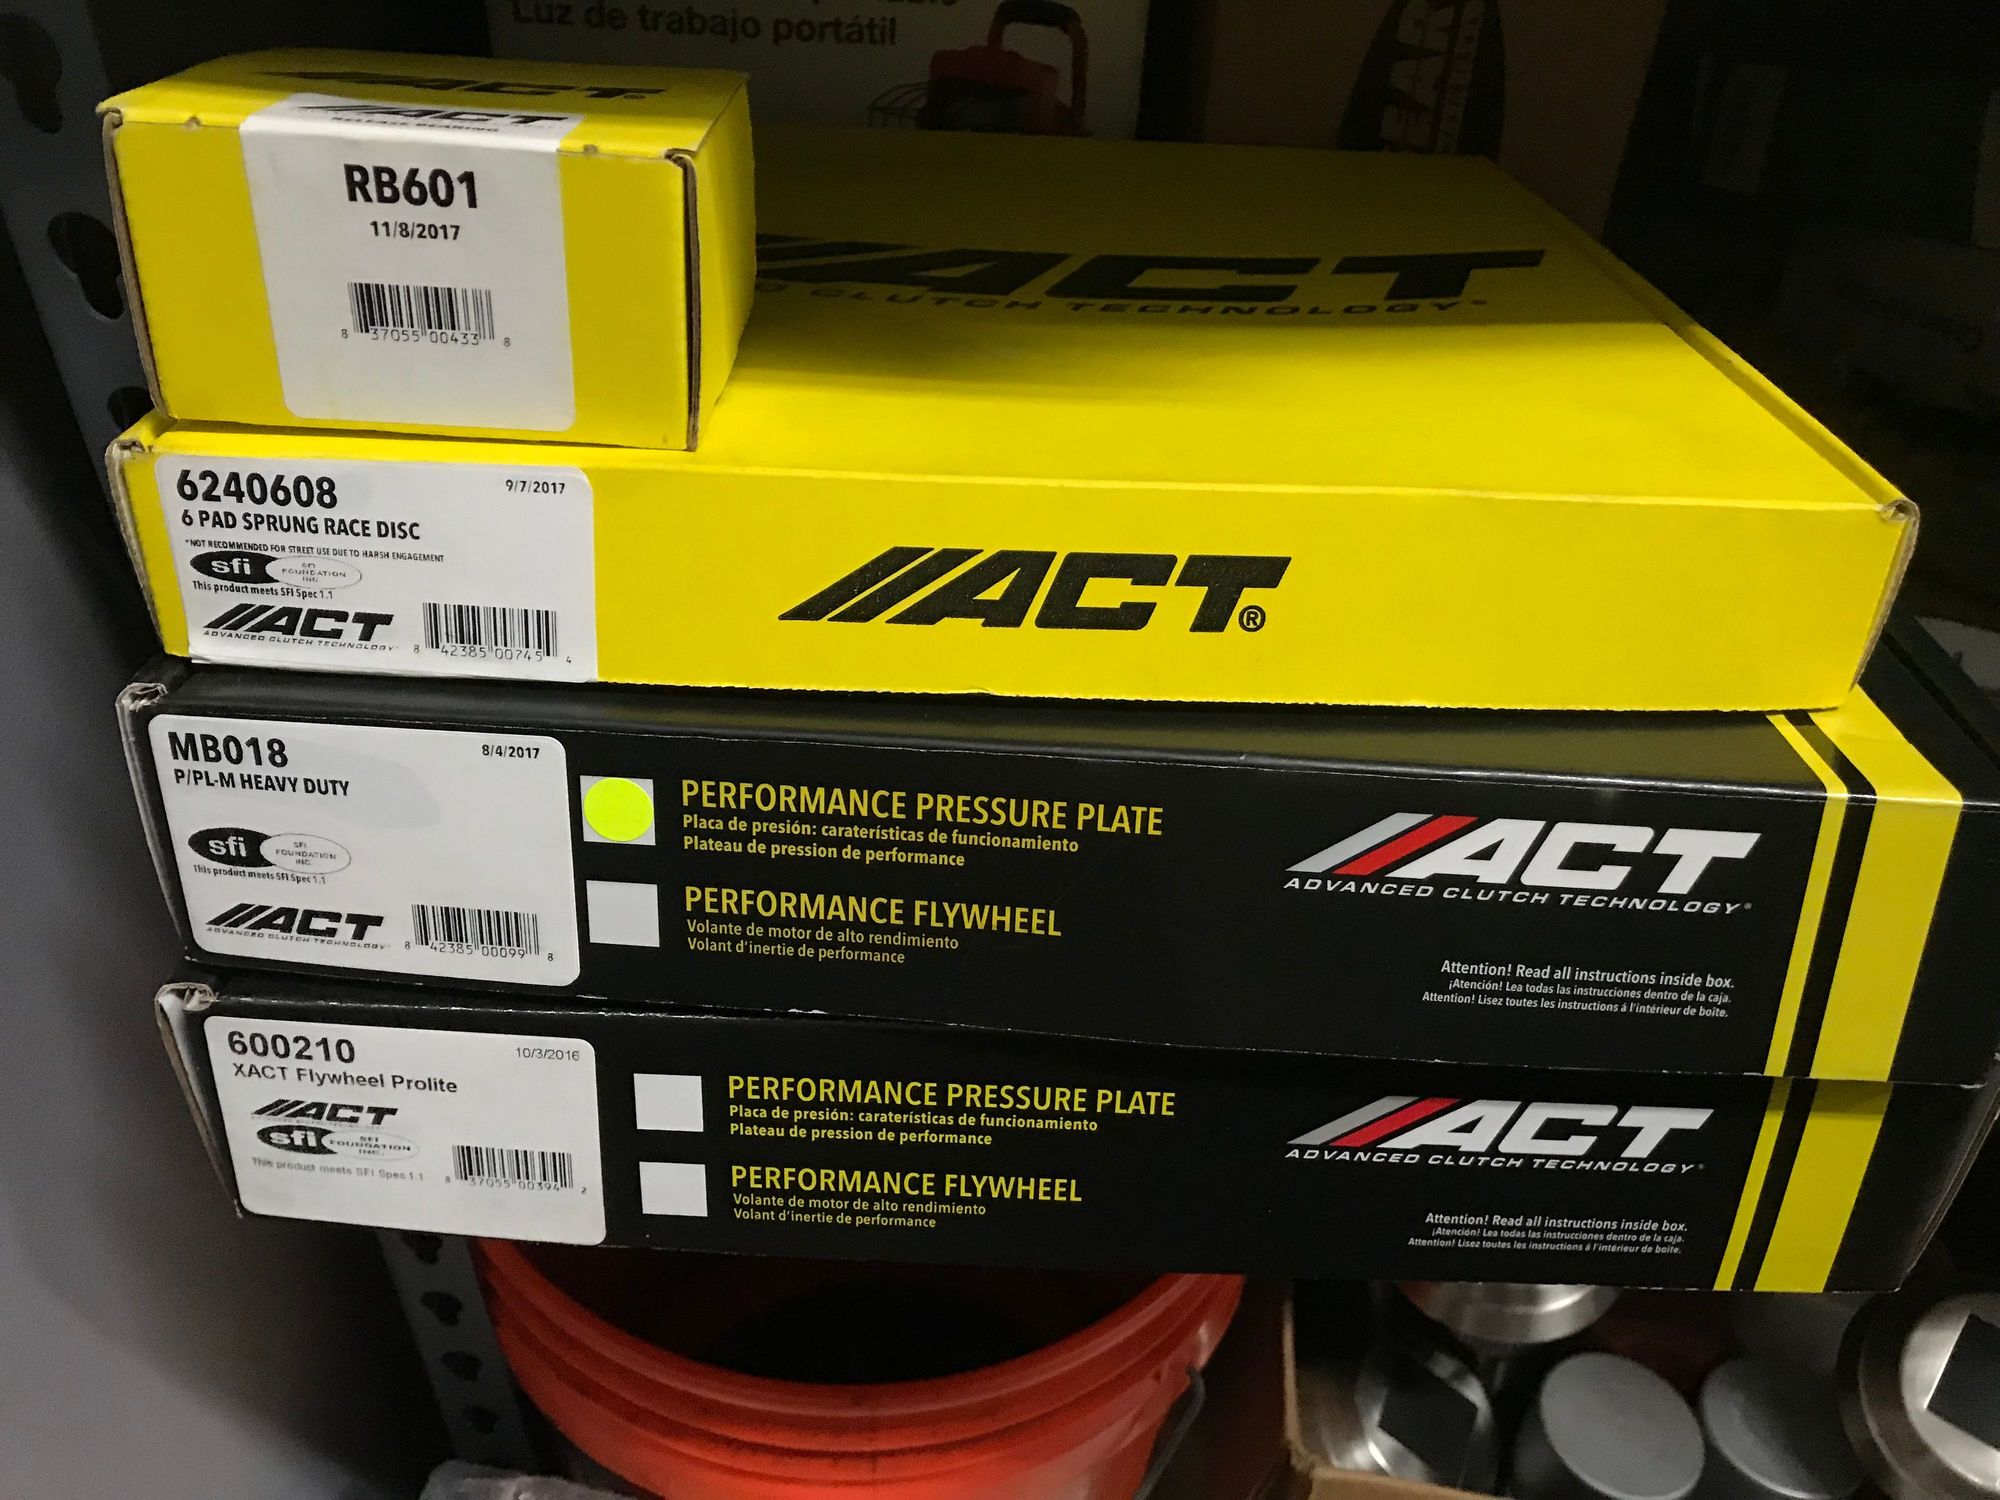 Luz de trabajo portátil
ACT®
ACT
RELEASE BEARING
RB601
11/8/2017
8 37055 00433 8
ACT
CLUTCH TECHNOLOGY®
6240608
9/7/2017
6 PAD SPRUNG RACE DISC
*NOT RECOMMENDED FOR STREET USE DUE TO HARSH ENGAGEMENT
sfi SFI FOUNDATION INC
This product meets SFI Spec 1.1
ACT
ADVANCED CLUTCH TECHNOLOGY®
8 42385 00745 4
ACT®
MB018
8/4/2017
P/PL-M HEAVY DUTY
sfi SFI FOUNDATION INC.
This product meets SFI Spec 1.1
ACT
ADVANCED CLUTCH TECHNOLOGY®
8 42385 00099 8
PERFORMANCE PRESSURE PLATE
Placa de presión: caraterísticas de funcionamiento
Plateau de pression de performance
PERFORMANCE FLYWHEEL
Volante de motor de alto rendimiento
Volant d'inertie de performance
ACT
ADVANCED CLUTCH TECHNOLOGY®
Attention! Read all instructions inside box.
¡Atención! Lea todas las instrucciones dentro de la caja.
Attention! Lisez toutes les instructions á l'intérieur de boîte.
600210
10/3/2016
XACT Flywheel Prolite
ACT
sfi SFI FOUNDATION INC.
This product meets SFI Spec 1.1
8 37055 00394 2
PERFORMANCE PRESSURE PLATE
Placa de presión: caraterísticas de funcionamiento
Plateau de pression de performance
PERFORMANCE FLYWHEEL
Volante de motor de alto rendimiento
Volant d'inertie de performance
ACT
ADVANCED CLUTCH TECHNOLOGY®
Attention! Read all instructions inside box.
¡Atención! Lea todas las instrucciones dentro de la caja.
Attention! Lisez toutes les instructions á l'intérieur de boîte.